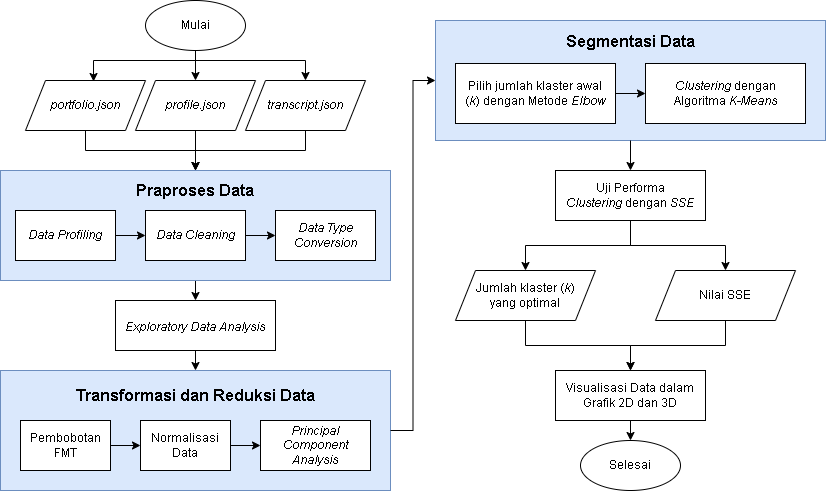 Mulai
portfolio.json
profile.json
transcript.json
Praproses Data
Data Profiling
Data Cleaning
Data Type
Conversion
Exploratory Data Analysis
Transformasi dan Reduksi Data
Pembobotan
FMT
Normalisasi
Data
Principal
Component
Analysis
Segmentasi Data
Pilih jumlah klaster awal
(k) dengan Metode Elbow
Clustering dengan
Algoritma K-Means
Uji Performa
Clustering dengan SSE
Jumlah klaster (k)
yang optimal
Nilai SSE
Visualisasi Data dalam
Grafik 2D dan 3D
Selesai